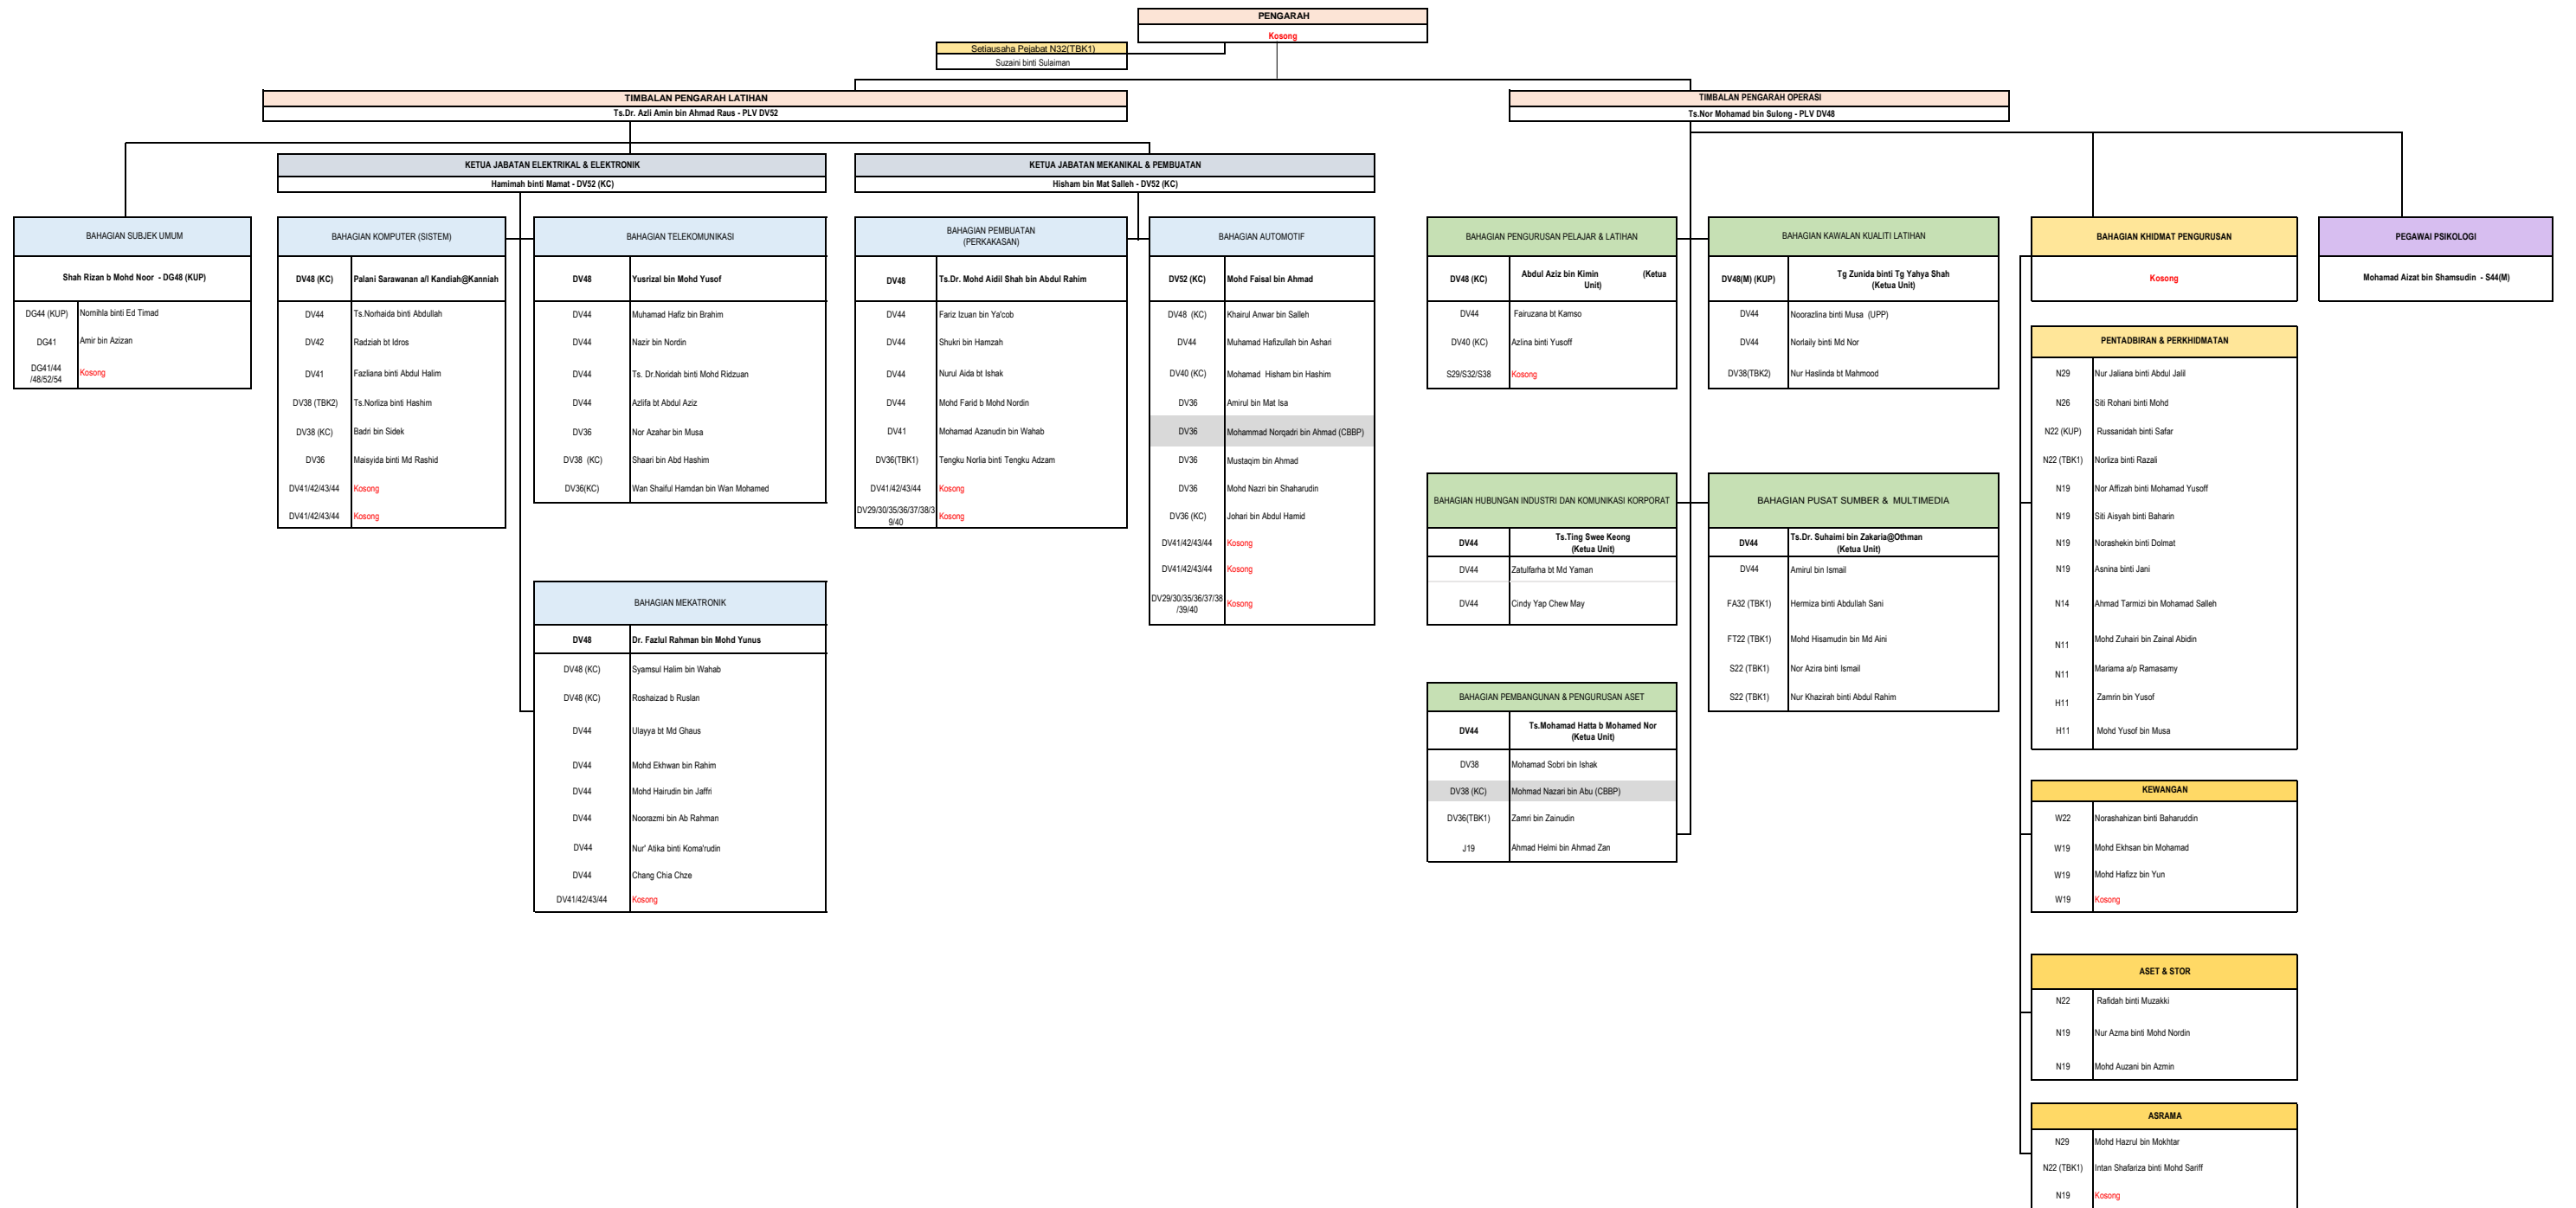 PENGARAH
Kosong
Setiausaha Pejabat N32(TBK1)
Suzaini binti Sulaiman
TIMBALAN PENGARAH LATIHAN
Ts.Dr. Azli Amin bin Ahmad Raus - PLV DV52
TIMBALAN PENGARAH OPERASI
Ts.Nor Mohamad bin Sulong - PLV DV48
KETUA JABATAN ELEKTRIKAL & ELEKTRONIK
Hamimah binti Mamat - DV52 (KC)
KETUA JABATAN MEKANIKAL & PEMBUATAN
Hisham bin Mat Salleh - DV52 (KC)
BAHAGIAN SUBJEK UMUM
Shah Rizan b Mohd Noor - DG48 (KUP)
DG44 (KUP) Nornihla binti Ed Timad
DG41 Amir bin Azizan
DG41/44
/48/52/54 Kosong
BAHAGIAN KOMPUTER (SISTEM)
DV48 (KC) Palani Sarawanan a/l Kandiah@Kanniah
DV44 Ts.Norhaida binti Abdullah
DV42 Radziah bt Idros
DV41 Fazliana binti Abdul Halim
DV38 (TBK2) Ts.Norliza binti Hashim
DV38 (KC) Badri bin Sidek
DV36 Maisyida binti Md Rashid
DV41/42/43/44 Kosong
DV41/42/43/44 Kosong
BAHAGIAN TELEKOMUNIKASI
DV48 Yusrizal bin Mohd Yusof
DV44 Muhamad Hafiz bin Brahim
DV44 Nazir bin Nordin
DV44 Ts. Dr.Noridah binti Mohd Ridzuan
DV44 Azlifa bt Abdul Aziz
DV36 Nor Azahar bin Musa
DV38 (KC) Shaari bin Abd Hashim
DV36(KC) Wan Shaiful Hamdan bin Wan Mohamed
BAHAGIAN MEKATRONIK
DV48 Dr. Fazlul Rahman bin Mohd Yunus
DV48 (KC) Syamsul Halim bin Wahab
DV48 (KC) Roshaizad b Ruslan
DV44 Ulayya bt Md Ghaus
DV44 Mohd Ekhwan bin Rahim
DV44 Mohd Hairudin bin Jaffri
DV44 Noorazmi bin Ab Rahman
DV44 Nur' Atika binti Koma'rudin
DV44 Chang Chia Chze
DV41/42/43/44 Kosong
BAHAGIAN PEMBUATAN
(PERKAKASAN)
DV48 Ts.Dr. Mohd Aidil Shah bin Abdul Rahim
DV44 Fariz Izuan bin Ya'cob
DV44 Shukri bin Hamzah
DV44 Nurul Aida bt Ishak
DV44 Mohd Farid b Mohd Nordin
DV41 Mohamad Azanudin bin Wahab
DV36(TBK1) Tengku Norlia binti Tengku Adzam
DV41/42/43/44 Kosong
DV29/30/35/36/37/38/3
9/40 Kosong
BAHAGIAN AUTOMOTIF
DV52 (KC) Mohd Faisal bin Ahmad
DV48 (KC) Khairul Anwar bin Salleh
DV44 Muhamad Hafizullah bin Ashari
DV40 (KC) Mohamad Hisham bin Hashim
DV36 Amirul bin Mat Isa
DV36 Mohammad Norqadri bin Ahmad (CBBP)
DV36 Mustaqim bin Ahmad
DV36 Mohd Nazri bin Shaharudin
DV36 (KC) Johari bin Abdul Hamid
DV41/42/43/44 Kosong
DV41/42/43/44 Kosong
DV29/30/35/36/37/38
/39/40 Kosong
BAHAGIAN PENGURUSAN PELAJAR & LATIHAN
DV48 (KC) Abdul Aziz bin Kimin (Ketua
Unit)
DV44 Fairuzana bt Kamso
DV40 (KC) Azlina binti Yusoff
S29/S32/S38 Kosong
BAHAGIAN KAWALAN KUALITI LATIHAN
DV48(M) (KUP) Tg Zunida binti Tg Yahya Shah
(Ketua Unit)
DV44 Noorazlina binti Musa (UPP)
DV44 Norlaily binti Md Nor
DV38(TBK2) Nur Haslinda bt Mahmood
BAHAGIAN HUBUNGAN INDUSTRI DAN KOMUNIKASI KORPORAT
DV44 Ts.Ting Swee Keong
(Ketua Unit)
DV44 Zatulfarha bt Md Yaman
DV44 Cindy Yap Chew May
BAHAGIAN PUSAT SUMBER & MULTIMEDIA
DV44 Ts.Dr. Suhaimi bin Zakaria@Othman
(Ketua Unit)
DV44 Amirul bin Ismail
FA32 (TBK1) Hermiza binti Abdullah Sani
FT22 (TBK1) Mohd Hisamudin bin Md Aini
S22 (TBK1) Nor Azira binti Ismail
S22 (TBK1) Nur Khazirah binti Abdul Rahim
BAHAGIAN PEMBANGUNAN & PENGURUSAN ASET
DV44 Ts.Mohamad Hatta b Mohamed Nor
(Ketua Unit)
DV38 Mohamad Sobri bin Ishak
DV38 (KC) Mohmad Nazari bin Abu (CBBP)
DV36(TBK1) Zamri bin Zainudin
J19 Ahmad Helmi bin Ahmad Zan
BAHAGIAN KHIDMAT PENGURUSAN
Kosong
PENTADBIRAN & PERKHIDMATAN
N29 Nur Jaliana binti Abdul Jalil
N26 Siti Rohani binti Mohd
N22 (KUP) Russanidah binti Safar
N22 (TBK1) Norliza binti Razali
N19 Nor Affizah binti Mohamad Yusoff
N19 Siti Aisyah binti Baharin
N19 Norashekin binti Dolmat
N19 Asnina binti Jani
N14 Ahmad Tarmizi bin Mohamad Salleh
N11 Mohd Zuhairi bin Zainal Abidin
N11 Mariama a/p Ramasamy
H11 Zamrin bin Yusof
H11 Mohd Yusof bin Musa
KEWANGAN
W22 Norashahizan binti Baharuddin
W19 Mohd Ekhsan bin Mohamad
W19 Mohd Hafizz bin Yun
W19 Kosong
ASET & STOR
N22 Rafidah binti Muzakki
N19 Nur Azma binti Mohd Nordin
N19 Mohd Auzani bin Azmin
ASRAMA
N29 Mohd Hazrul bin Mokhtar
N22 (TBK1) Intan Shafariza binti Mohd Sariff
N19 Kosong
PEGAWAI PSIKOLOGI
Mohamad Aizat bin Shamsudin - S44(M)